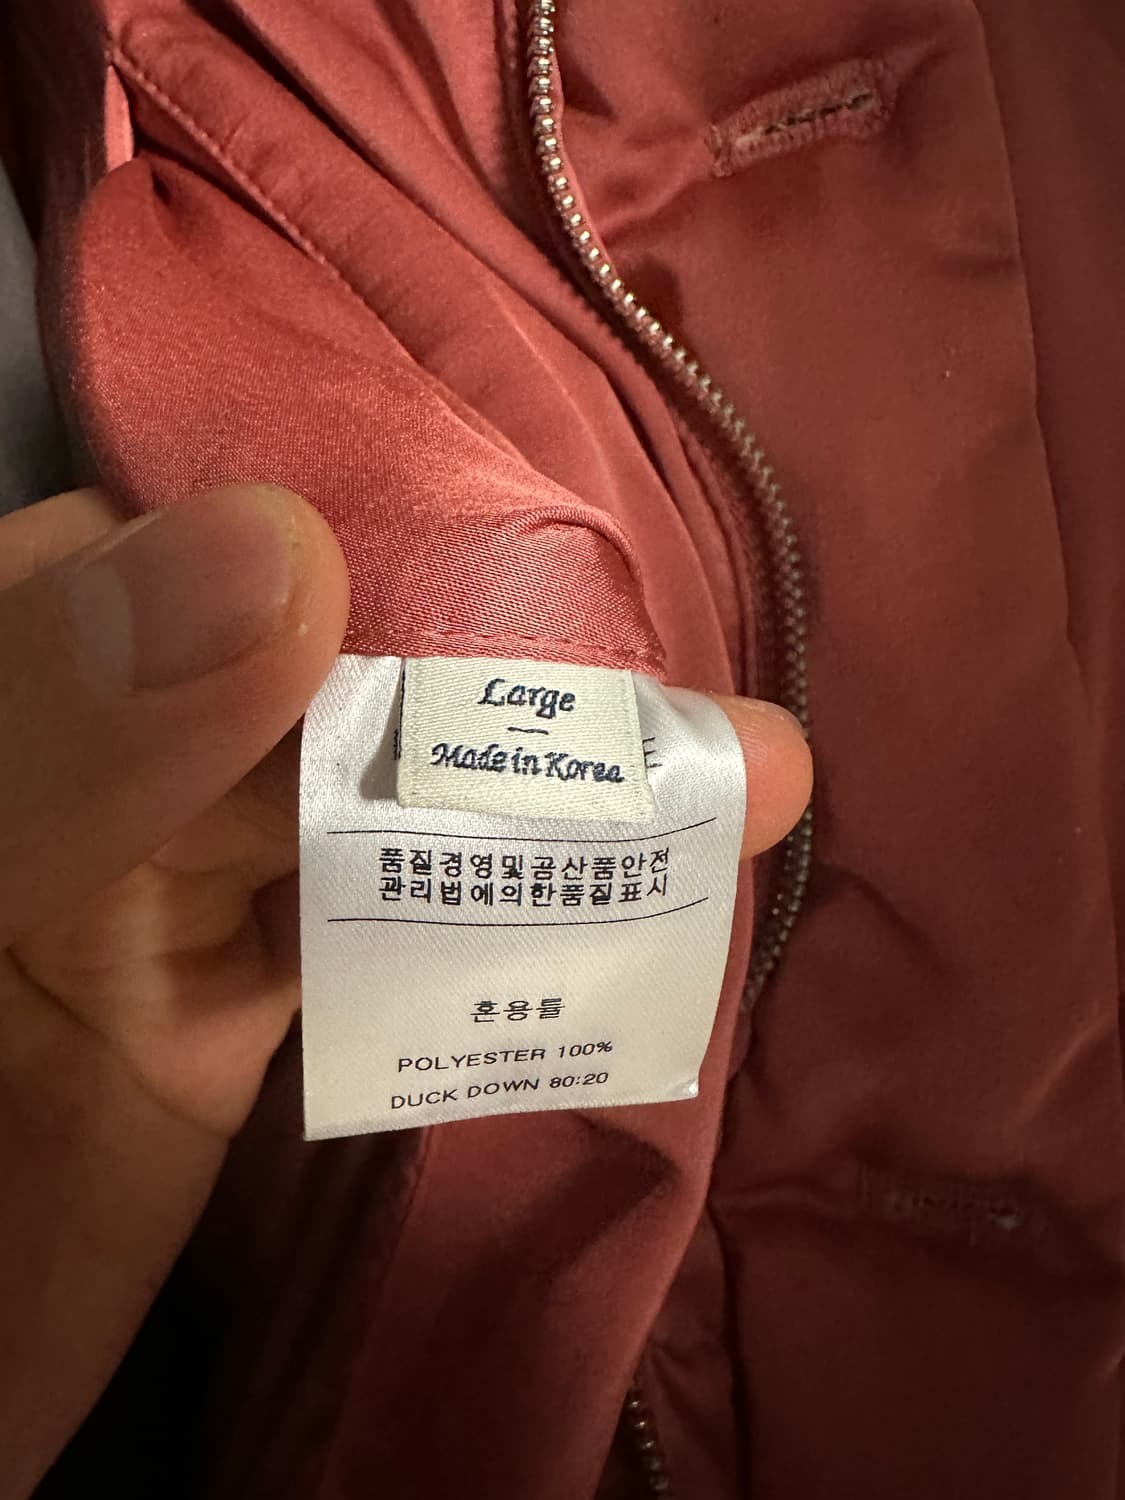 Large
Made in Korea
품질경영및공산품안전
관리법에의한품질표시
혼용률
POLYESTER 100%
DUCK DOWN 80:20